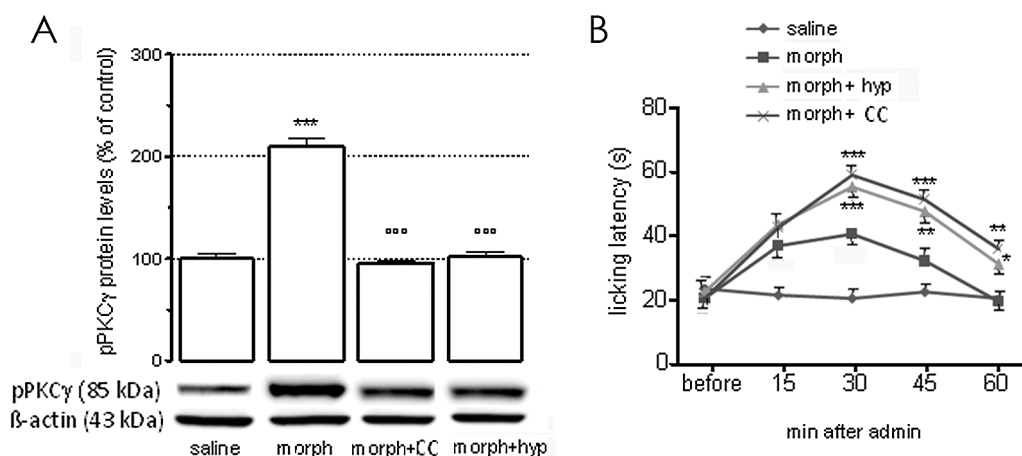 A
pPKCγ protein levels (% of control)
300
200
100
0
***
°°°
°°°
pPKCγ (85 kDa)
ß-actin (43 kDa)
saline
morph
morph+CC
morph+hyp
B
saline
morph
morph+ hyp
morph+ CC
licking latency (s)
80
60
40
20
0
***
***
***
**
**
*
before
15
30
45
60
min after admin